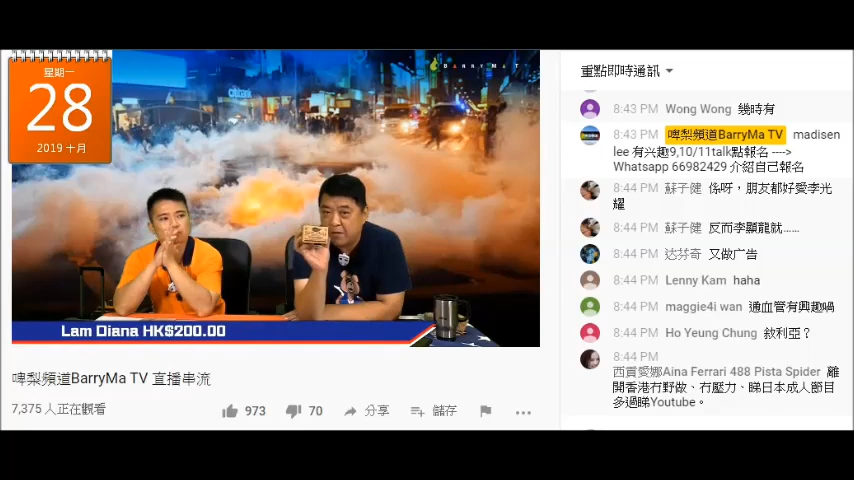 星期一
28
2019 十月
BARRYMA T
Lam Diana HK$200.00
啤梨頻道BarryMa TV 直播串流
7,375 人正在觀看
973
70
分享
儲存
重點即時通訊
8:43 PM Wong Wong 幾時有
8:43 PM 啤梨頻道BarryMa TV madisen
lee 有兴趣9,10/11talk點報名 ---->
Whatsapp 66982429 介紹自己報名
8:44 PM 蘇子健 係呀，朋友都好愛李光
耀
8:44 PM 蘇子健 反而李顯龍就......
8:44 PM 达芬奇 又做广告
8:44 PM Lenny Kam haha
8:44 PM maggie4i wan 通血管有興趣喎
8:44 PM Ho Yeung Chung 敘利亞？
8:44 PM
西貢愛娜Aina Ferrari 488 Pista Spider 離
開香港冇野做、冇壓力、睇日本成人節目
多過睇Youtube。